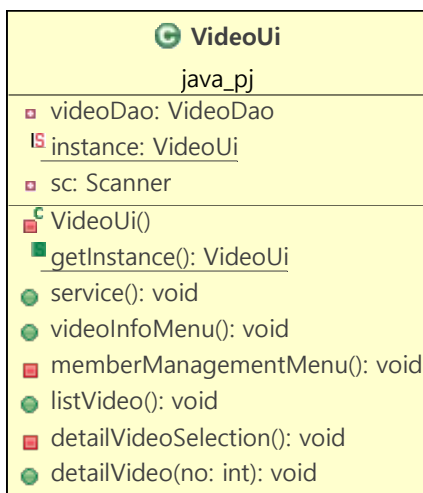 VideoUi
java_pj
videoDao: VideoDao
instance: VideoUi
sc: Scanner
VideoUi()
getInstance(): VideoUi
service(): void
videoInfoMenu(): void
memberManagementMenu(): void
listVideo(): void
detailVideoSelection(): void
detailVideo(no: int): void